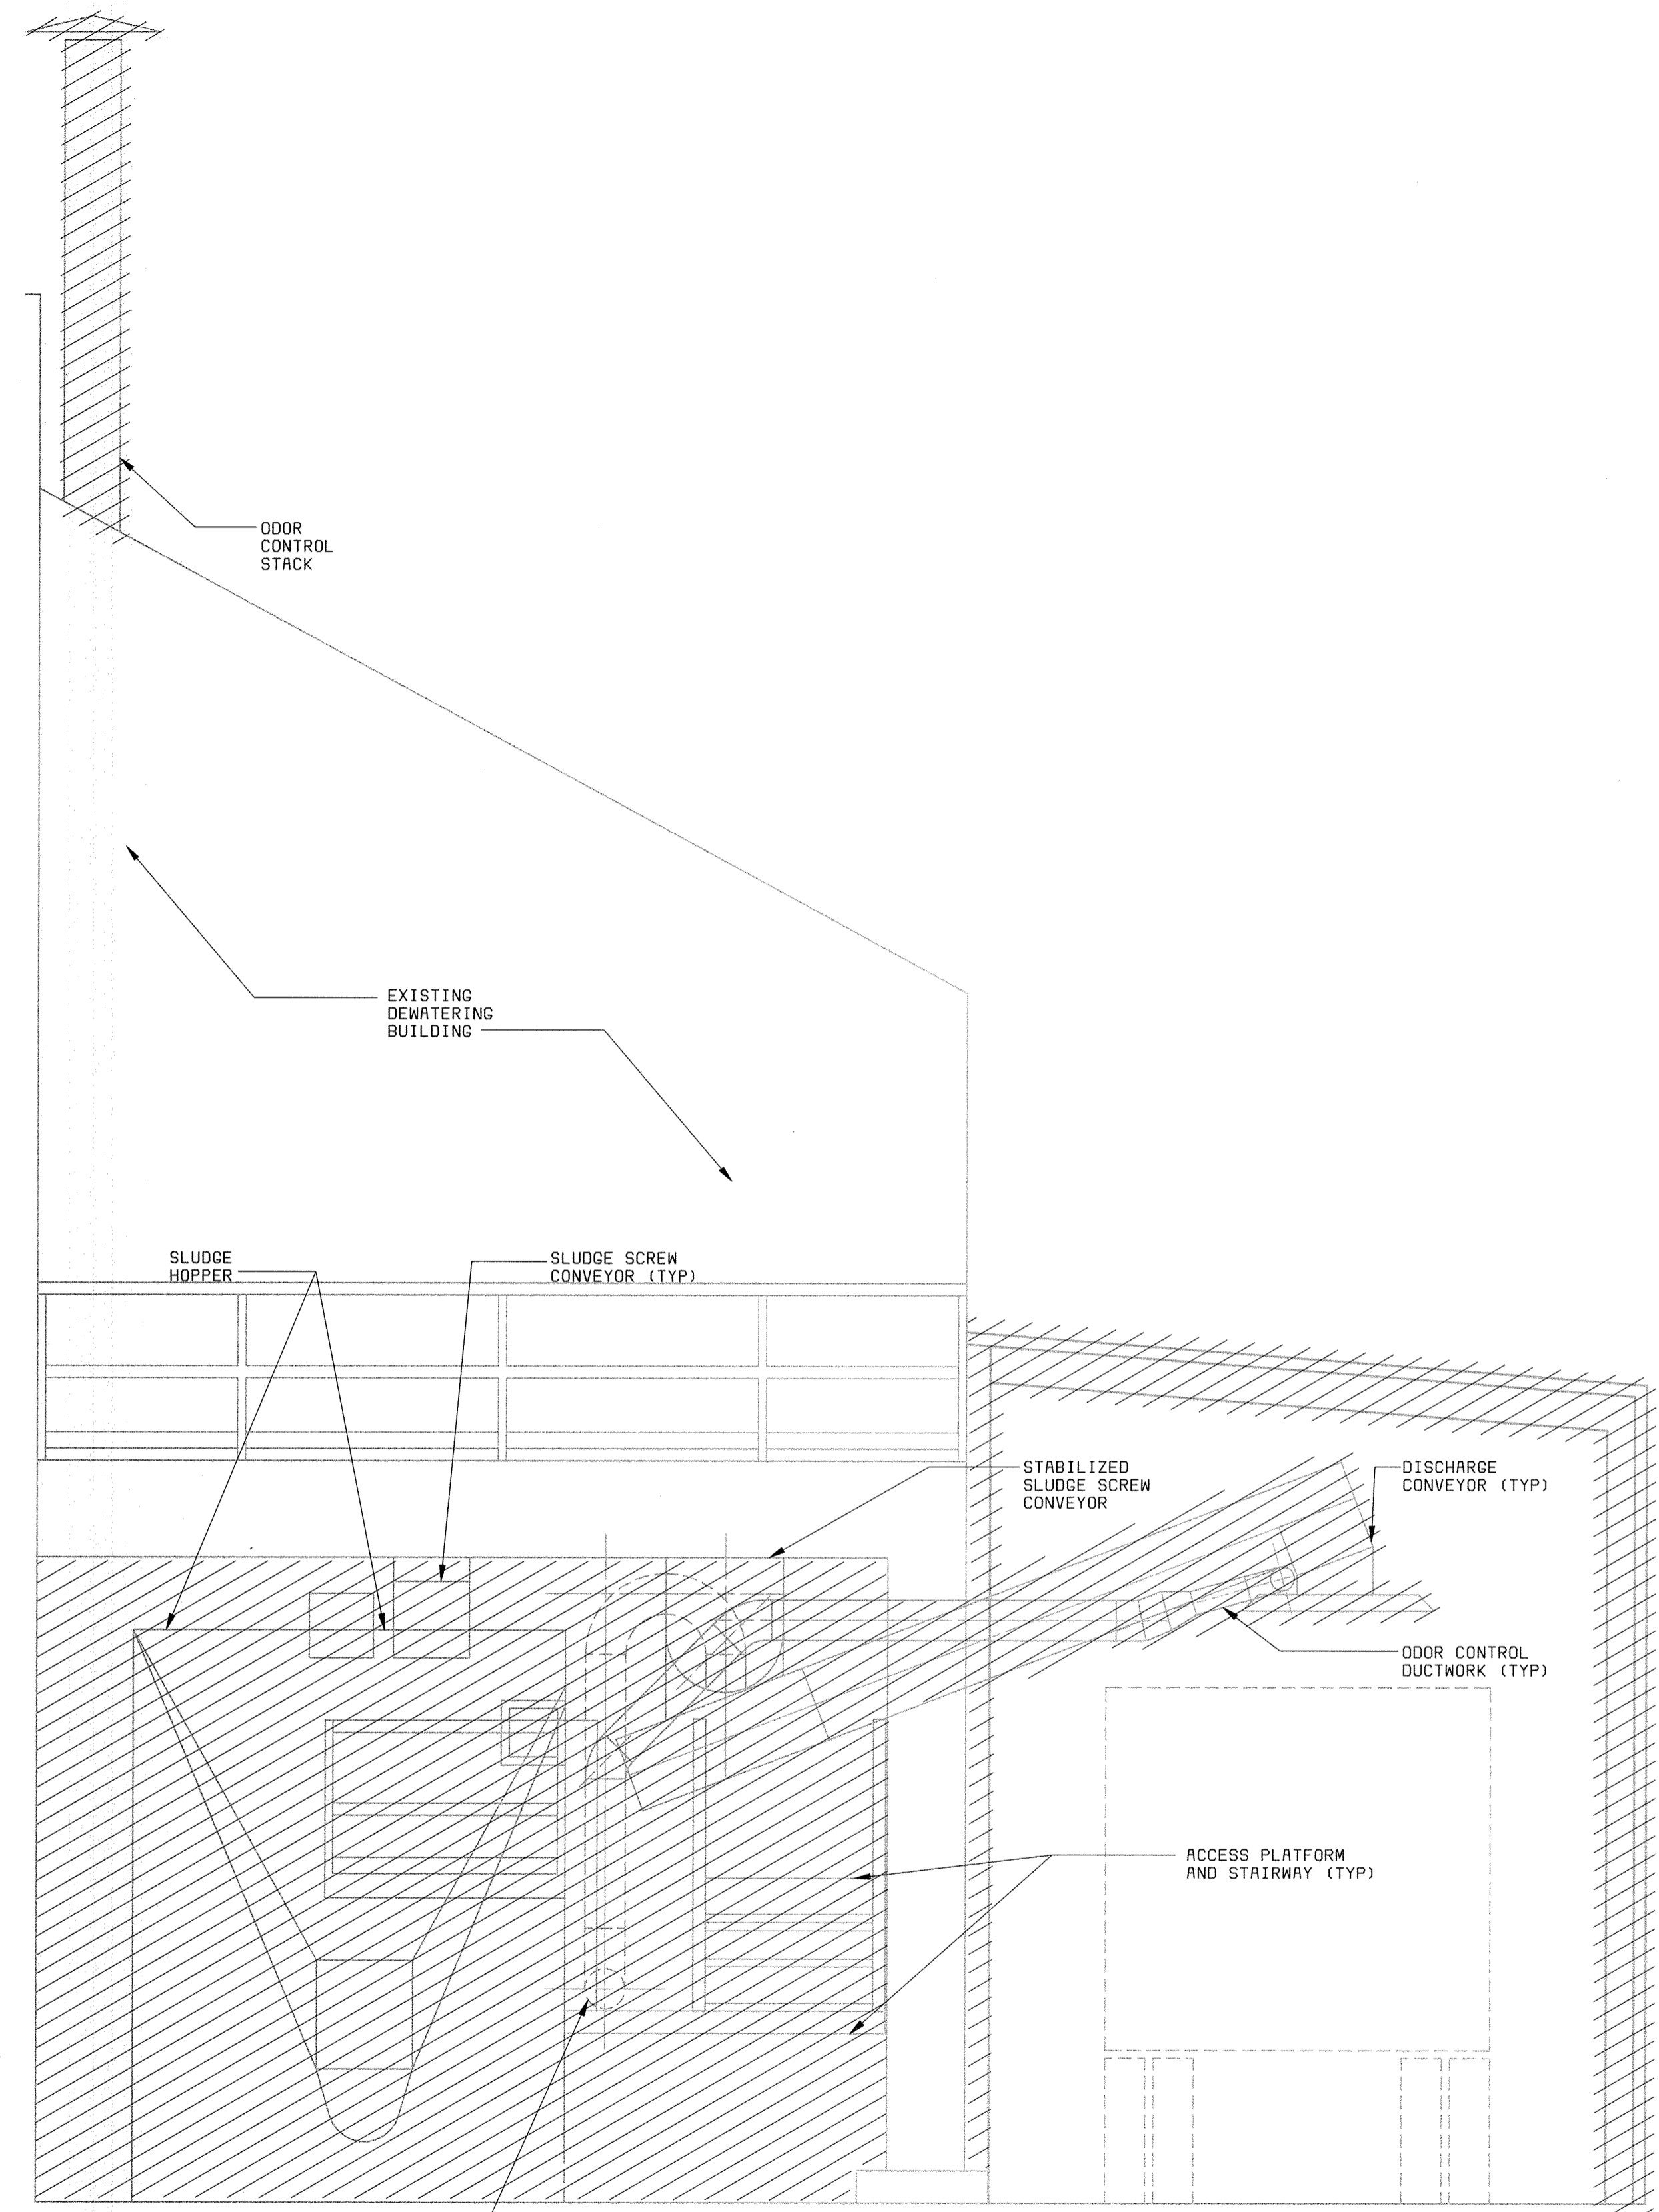 ODOR
CONTROL
STACK
EXISTING
DEWATERING
BUILDING
SLUDGE
HOPPER
SLUDGE SCREW
CONVEYOR (TYP)
STABILIZED
SLUDGE SCREW
CONVEYOR
DISCHARGE
CONVEYOR (TYP)
ODOR CONTROL
DUCTWORK (TYP)
ACCESS PLATFORM
AND STAIRWAY (TYP)